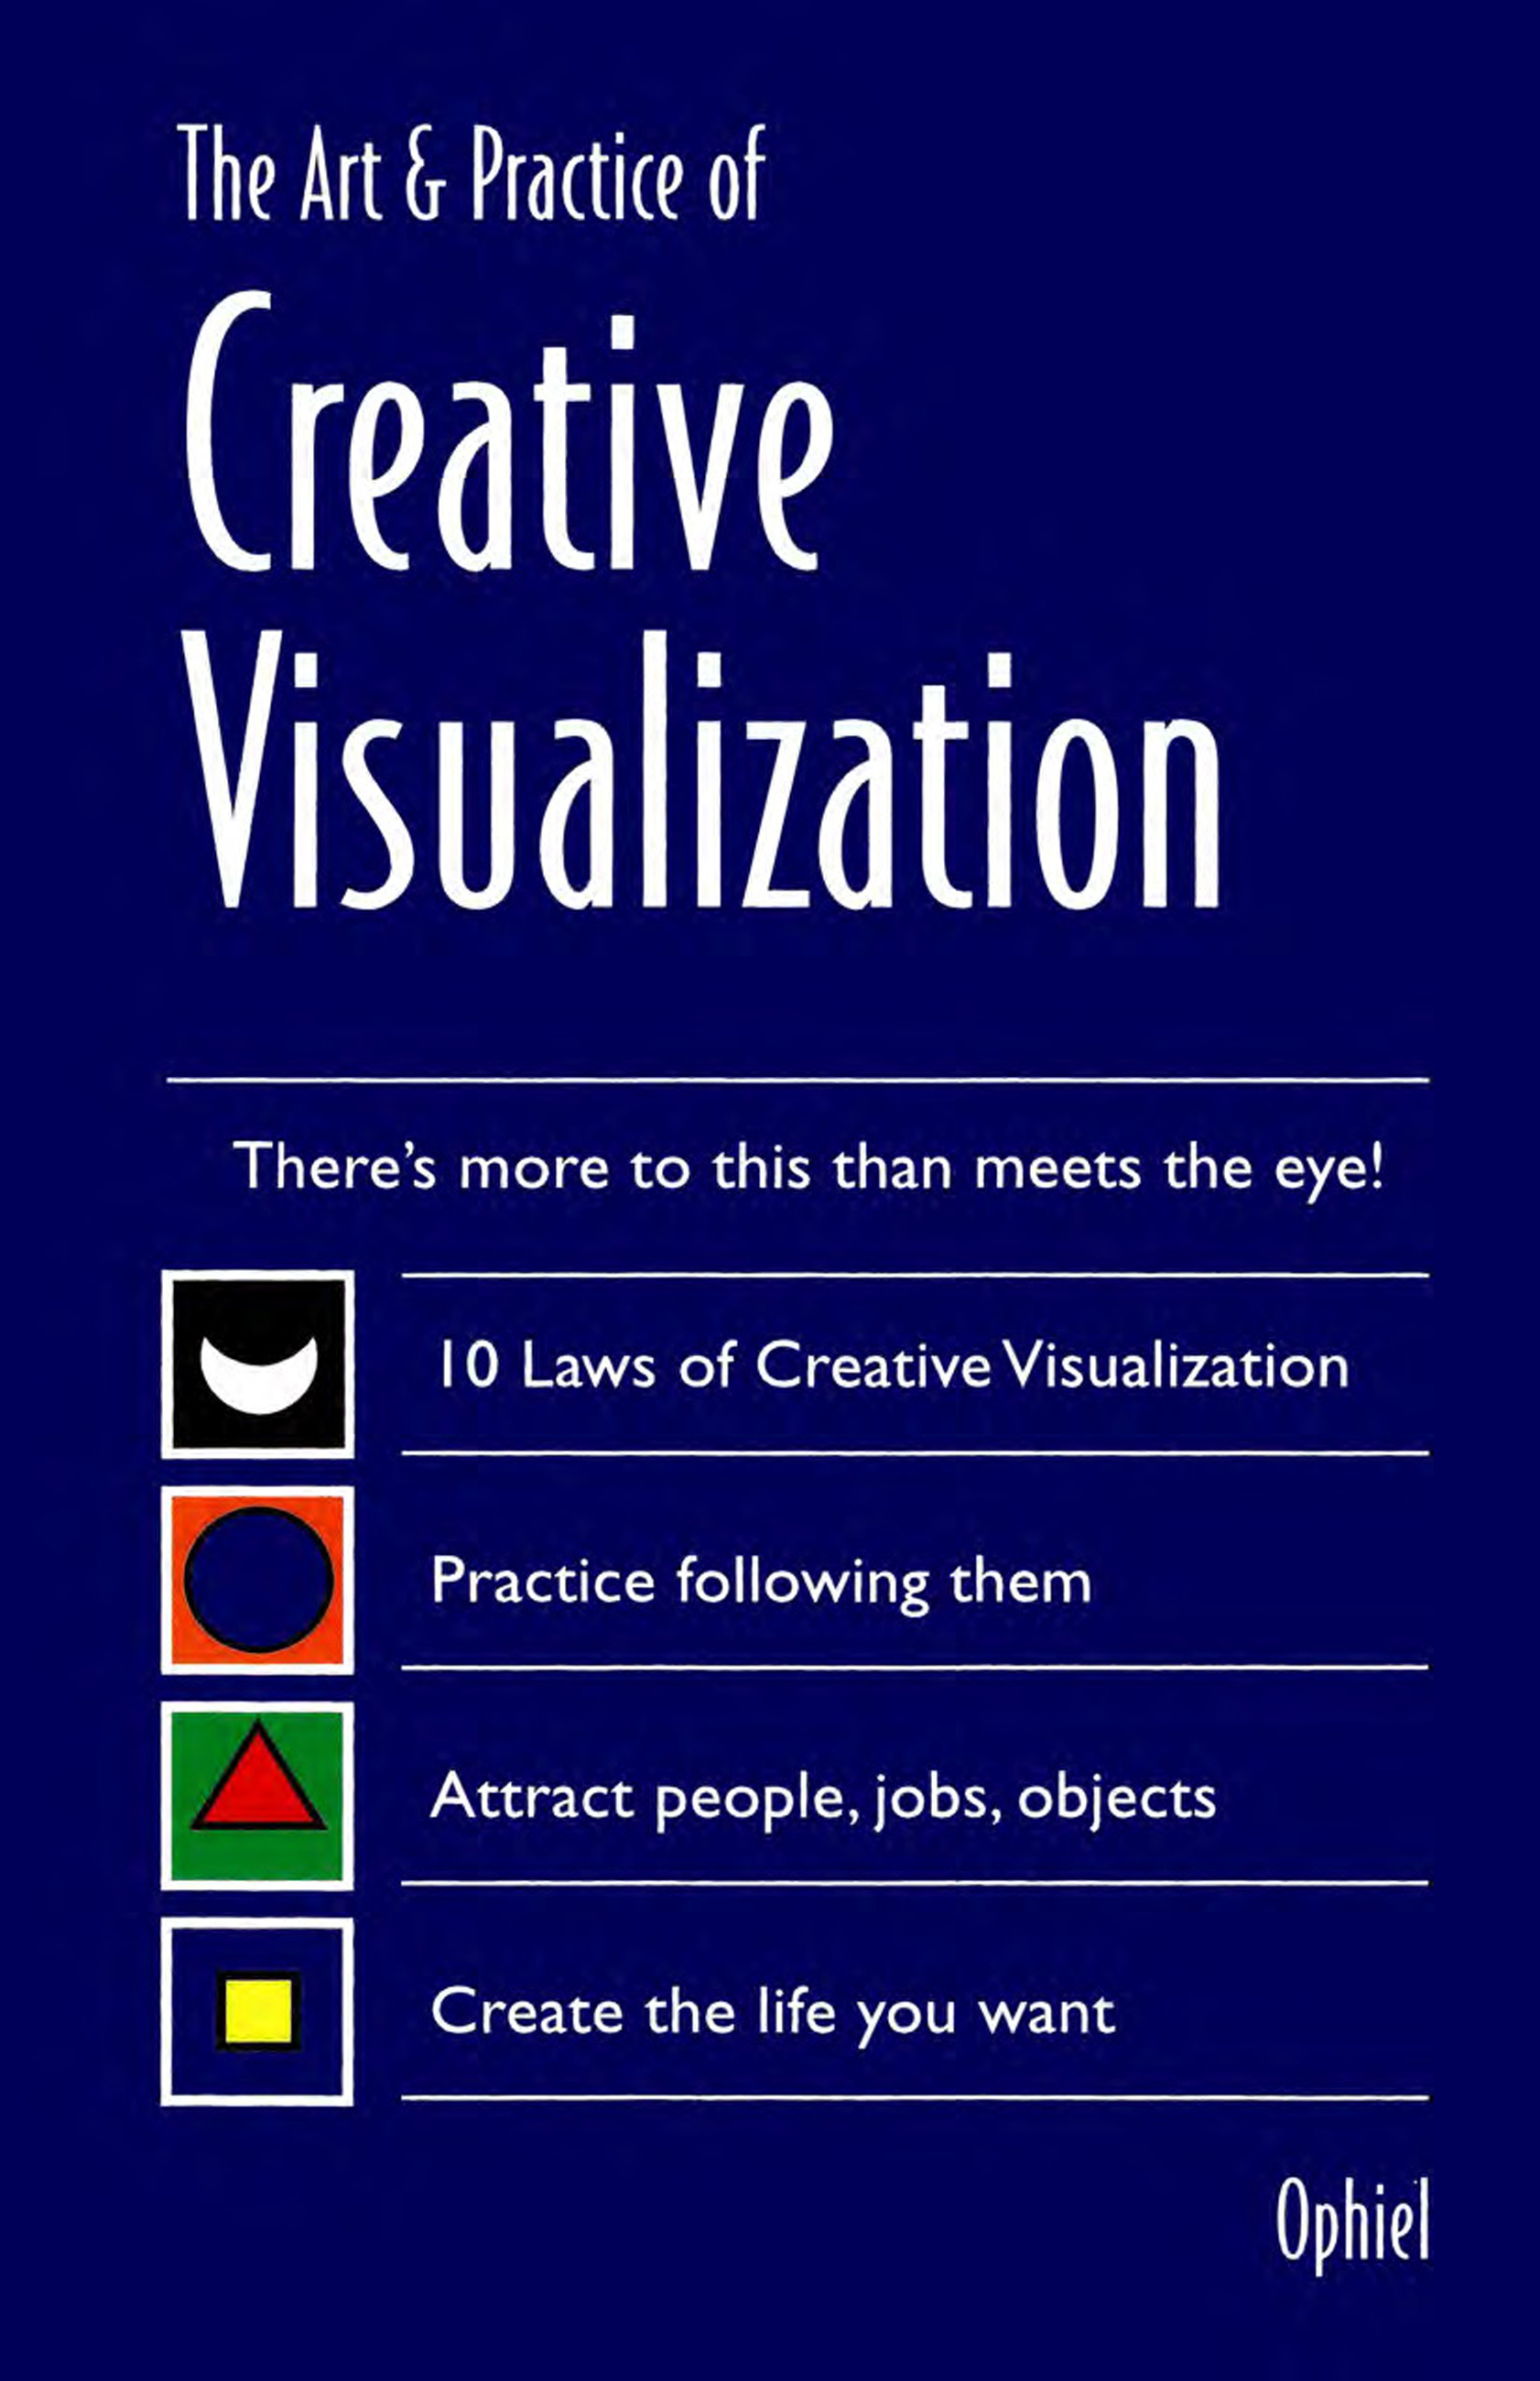 The Art & Practice of
Creative
Visualization
There's more to this than meets the eye!
10 Laws of Creative Visualization
Practice following them
Attract people, jobs, objects
Create the life you want
Ophiel